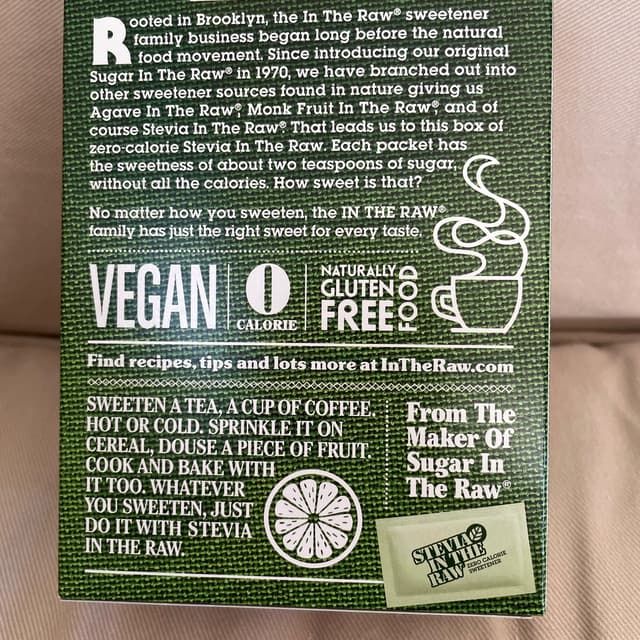 Rooted in Brooklyn, the In The Raw® sweetener
family business began long before the natural
food movement. Since introducing our original
Sugar In The Raw® in 1970, we have branched out into
other sweetener sources found in nature giving us
Agave In The Raw®, Monk Fruit In The Raw® and of
course Stevia In The Raw® That leads us to this box of
zero-calorie Stevia In The Raw. Each packet has
the sweetness of about two teaspoons of sugar,
without all the calories. How sweet is that?
No matter how you sweeten, the IN THE RAW®
family has just the right sweet for every taste.
VEGAN
0
CALORIE
NATURALLY
GLUTEN
FREE
FOOD
Find recipes, tips and lots more at InTheRaw.com
SWEETEN A TEA, A CUP OF COFFEE.
HOT OR COLD. SPRINKLE IT ON
CEREAL, DOUSE A PIECE OF FRUIT.
COOK AND BAKE WITH
IT TOO. WHATEVER
YOU SWEETEN, JUST
DO IT WITH STEVIA
IN THE RAW.
From The
Maker Of
Sugar In
The Raw®
STEVIA
IN THE
RAW
ZERO CALORIE
SWEETENER